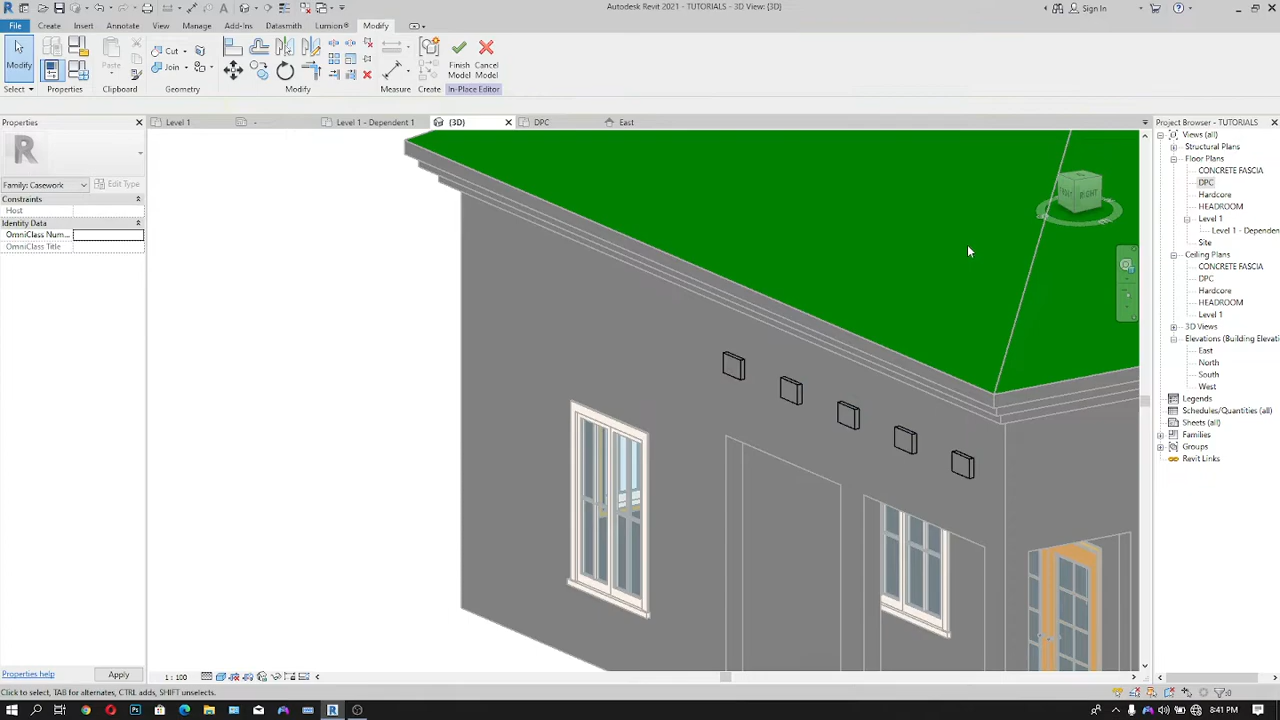 Autodesk Revit 2021 - TUTORIALS - 3D View: {3D}
Sign In
File Create Insert Annotate View Manage Add-Ins Datasmith Lumion® Modify
Modify
Paste
Cut
Join
Finish Model
Cancel Model
Select Properties Clipboard Geometry Modify Measure Create In-Place Editor
Properties
Level 1
Level 1 - Dependent 1
{3D}
DPC
East
Project Browser - TUTORIALS
Family: Casework
Edit Type
Constraints
Host
Identity Data
OmniClass Num...
OmniClass Title
RIGHT
Views (all)
Structural Plans
Floor Plans
CONCRETE FASCIA
DPC
Hardcore
HEADROOM
Level 1
Level 1 - Dependen
Site
Ceiling Plans
CONCRETE FASCIA
DPC
Hardcore
HEADROOM
Level 1
3D Views
Elevations (Building Elevati
East
North
South
West
Legends
Schedules/Quantities (all)
Sheets (all)
Families
Groups
Revit Links
Properties help
Apply
1 : 100
Click to select, TAB for alternates, CTRL adds, SHIFT unselects.
:0
8:41 PM